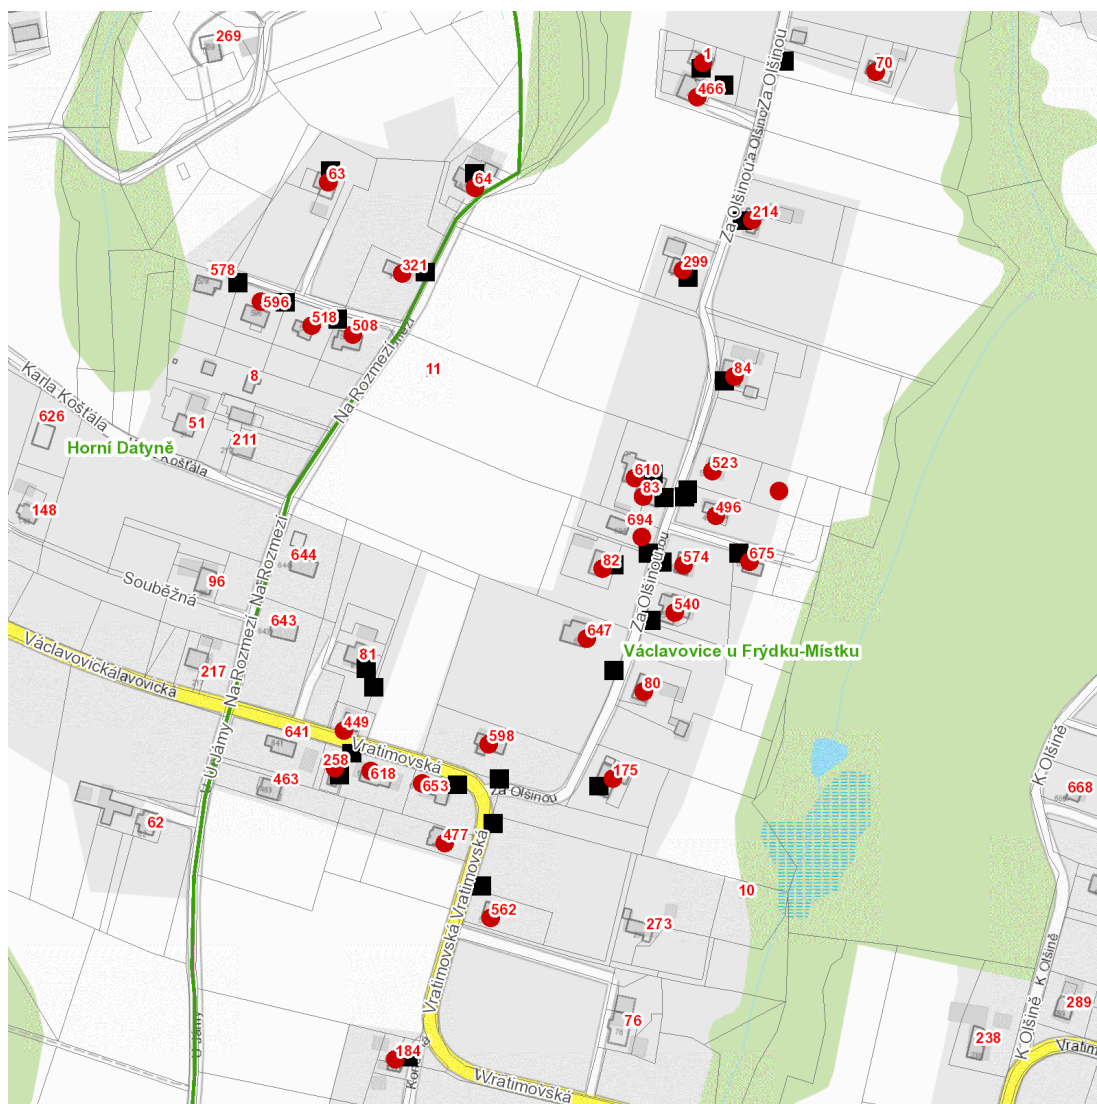 269
1
70
466
Za Olšinou
63
64
214
Za Olšinou
299
321
578
596
518
508
Na Rozmezí
11
84
8
Karla Košťála
51
626
211
Horní Datyně
Košťála
523
610
83
148
496
694
Na Rozmezí
644
675
82
574
Za Olšinou
Souběžná
96
540
643
647
Václavovice u Frýdku-Místku
81
217
80
Na Rozmezí
Václavovická
449
641
598
Vratimovská
258
618
175
463
653
Za Olšinou
U Jámy
K Olšině
668
62
477
Vratimovská
10
562
273
Vratimovská
K Olšině
76
289
U Jámy
238
K Olšině
184
Vratimovská